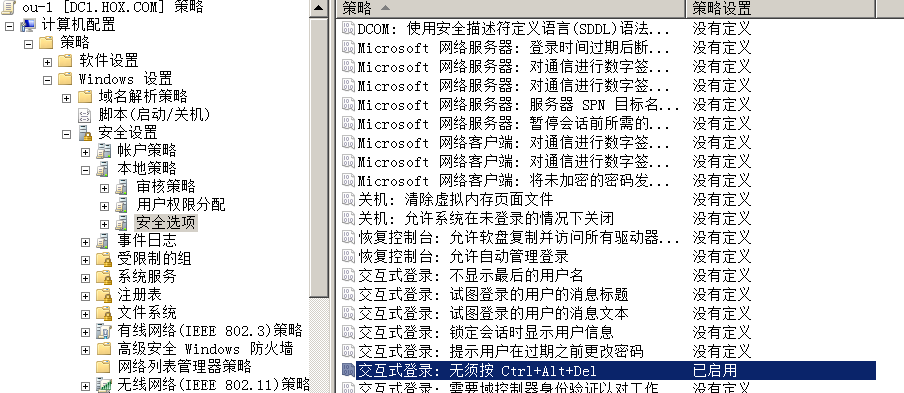 ou-1 [DC1.HOX.COM] 策略
计算机配置
策略
软件设置
Windows 设置
域名解析策略
脚本(启动/关机)
安全设置
帐户策略
本地策略
审核策略
用户权限分配
安全选项
事件日志
受限制的组
系统服务
注册表
文件系统
有线网络(IEEE 802.3)策略
高级安全 Windows 防火墙
网络列表管理器策略
无线网络(IEEE 802.11)策略
策略 策略设置
DCOM: 使用安全描述符定义语言(SDDL)语法... 没有定义
Microsoft 网络服务器: 登录时间过期后断... 没有定义
Microsoft 网络服务器: 对通信进行数字签... 没有定义
Microsoft 网络服务器: 对通信进行数字签... 没有定义
Microsoft 网络服务器: 服务器 SPN 目标名... 没有定义
Microsoft 网络服务器: 暂停会话前所需的... 没有定义
Microsoft 网络客户端: 对通信进行数字签... 没有定义
Microsoft 网络客户端: 对通信进行数字签... 没有定义
Microsoft 网络客户端: 将未加密的密码发... 没有定义
关机: 清除虚拟内存页面文件 没有定义
关机: 允许系统在未登录的情况下关闭 没有定义
恢复控制台: 允许软盘复制并访问所有驱动器... 没有定义
恢复控制台: 允许自动管理登录 没有定义
交互式登录: 不显示最后的用户名 没有定义
交互式登录: 试图登录的用户的消息标题 没有定义
交互式登录: 试图登录的用户的消息文本 没有定义
交互式登录: 锁定会话时显示用户信息 没有定义
交互式登录: 提示用户在过期之前更改密码 没有定义
交互式登录: 无须按 Ctrl+Alt+Del 已启用
交互式登录: 需要域控制器身份验证以对工作 没有定义